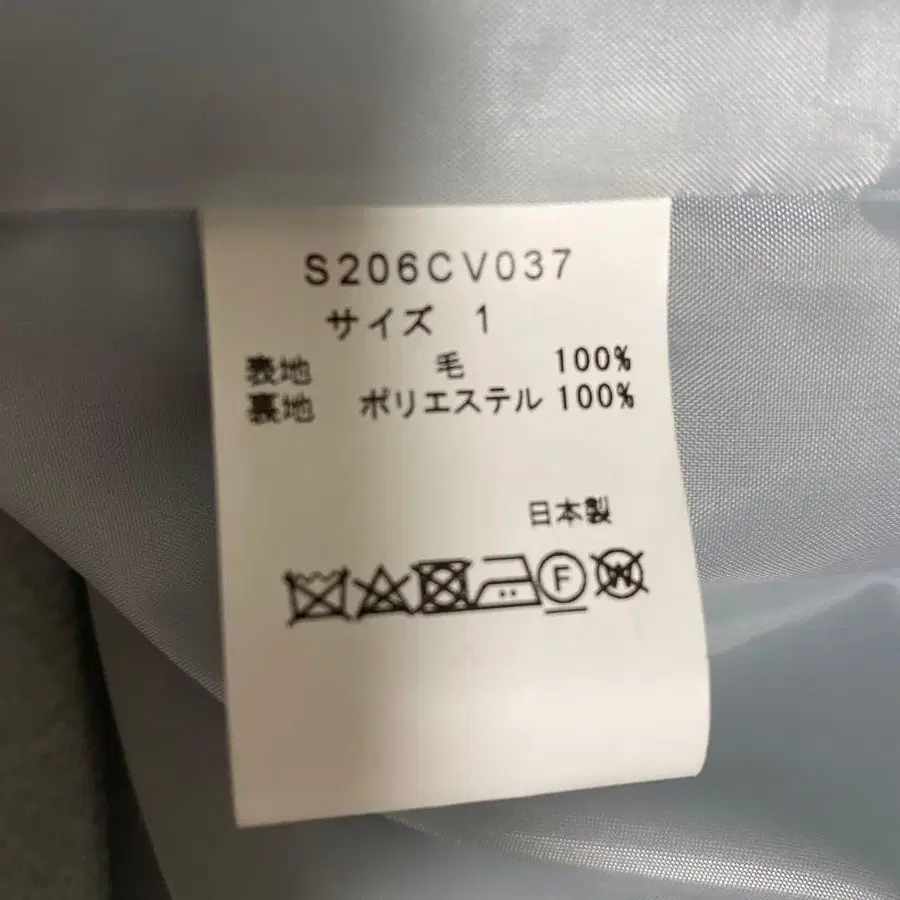 S206CV037
サイズ 1
表地 毛 100%
裏地 ポリエステル 100%
日本製
F W